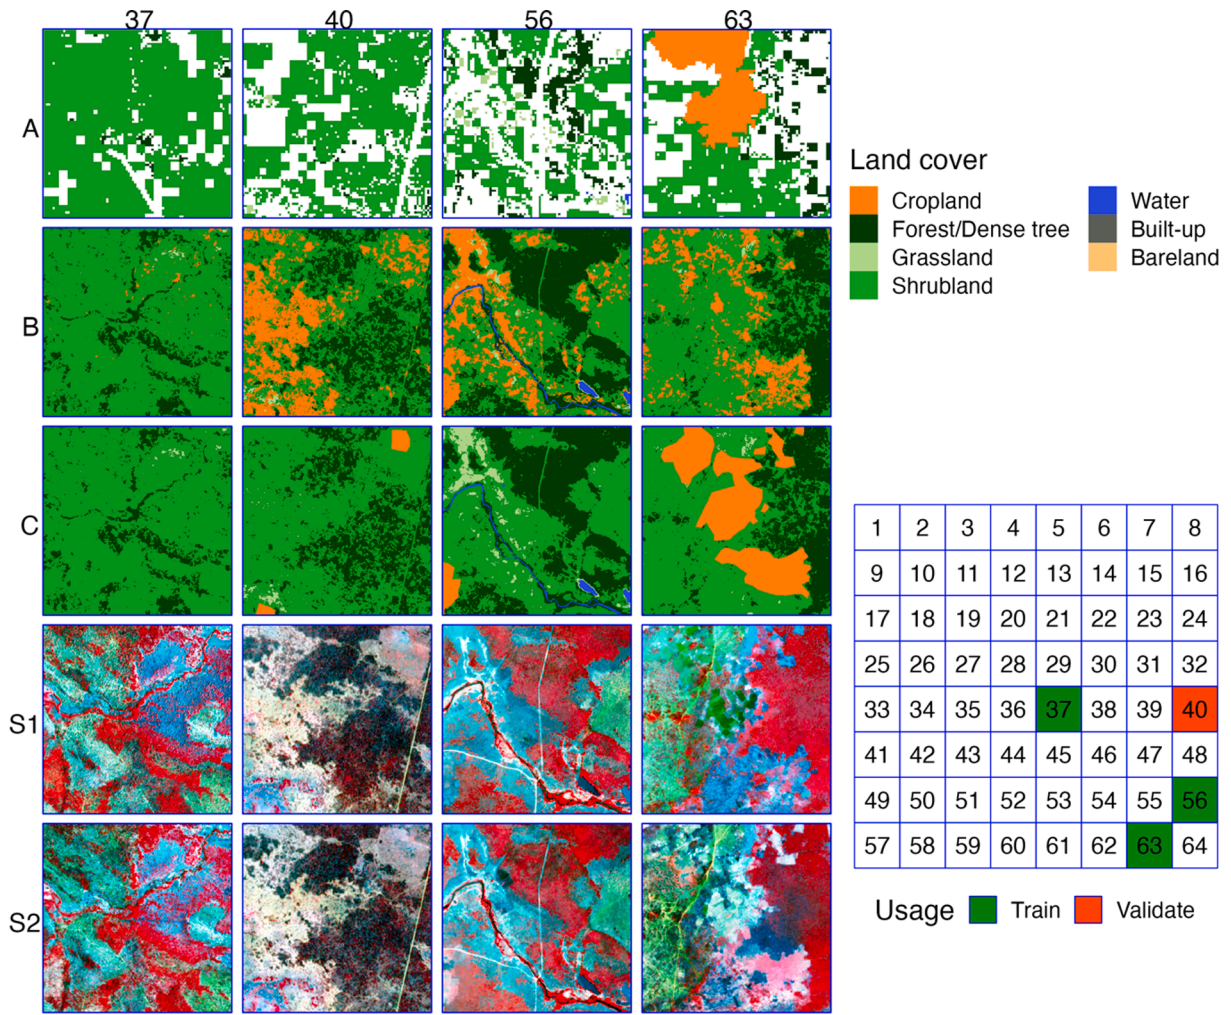 37 40 56 63
A
B
C
S1
S2
Land cover
Cropland
Forest/Dense tree
Grassland
Shrubland
Water
Built-up
Bareland
1 2 3 4 5 6 7 8
9 10 11 12 13 14 15 16
17 18 19 20 21 22 23 24
25 26 27 28 29 30 31 32
33 34 35 36 37 38 39 40
41 42 43 44 45 46 47 48
49 50 51 52 53 54 55 56
57 58 59 60 61 62 63 64
Usage Train Validate